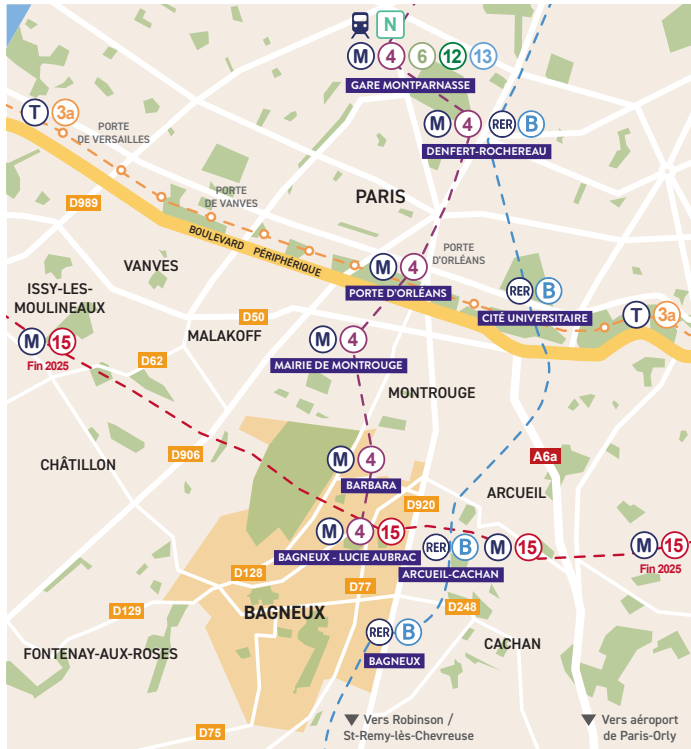 N
M 4 6 12 13
GARE MONTPARNASSE
T 3a
M 4 RER B
DENFERT-ROCHEREAU
PORTE
DE VERSAILLES
PARIS
PORTE
DE VANVES
D989
BOULEVARD PÉRIPHÉRIQUE
PORTE
D'ORLÉANS
VANVES
M 4
PORTE D'ORLÉANS
RER B
CITÉ UNIVERSITAIRE
ISSY-LES-
MOULINEAUX
T 3a
D50
MALAKOFF
M 15
Fin 2025
M 4
MAIRIE DE MONTROUGE
D62
MONTROUGE
D906
A6a
CHÂTILLON
M 4
BARBARA
ARCUEIL
D920
M 4 15
BAGNEUX - LUCIE AUBRAC
RER B M 15
ARCUEIL-CACHAN
M 15
Fin 2025
D128
D77
D129
BAGNEUX
D248
RER B
BAGNEUX
CACHAN
FONTENAY-AUX-ROSES
D75
Vers Robinson /
St-Remy-lès-Chevreuse
Vers aéroport
de Paris-Orly